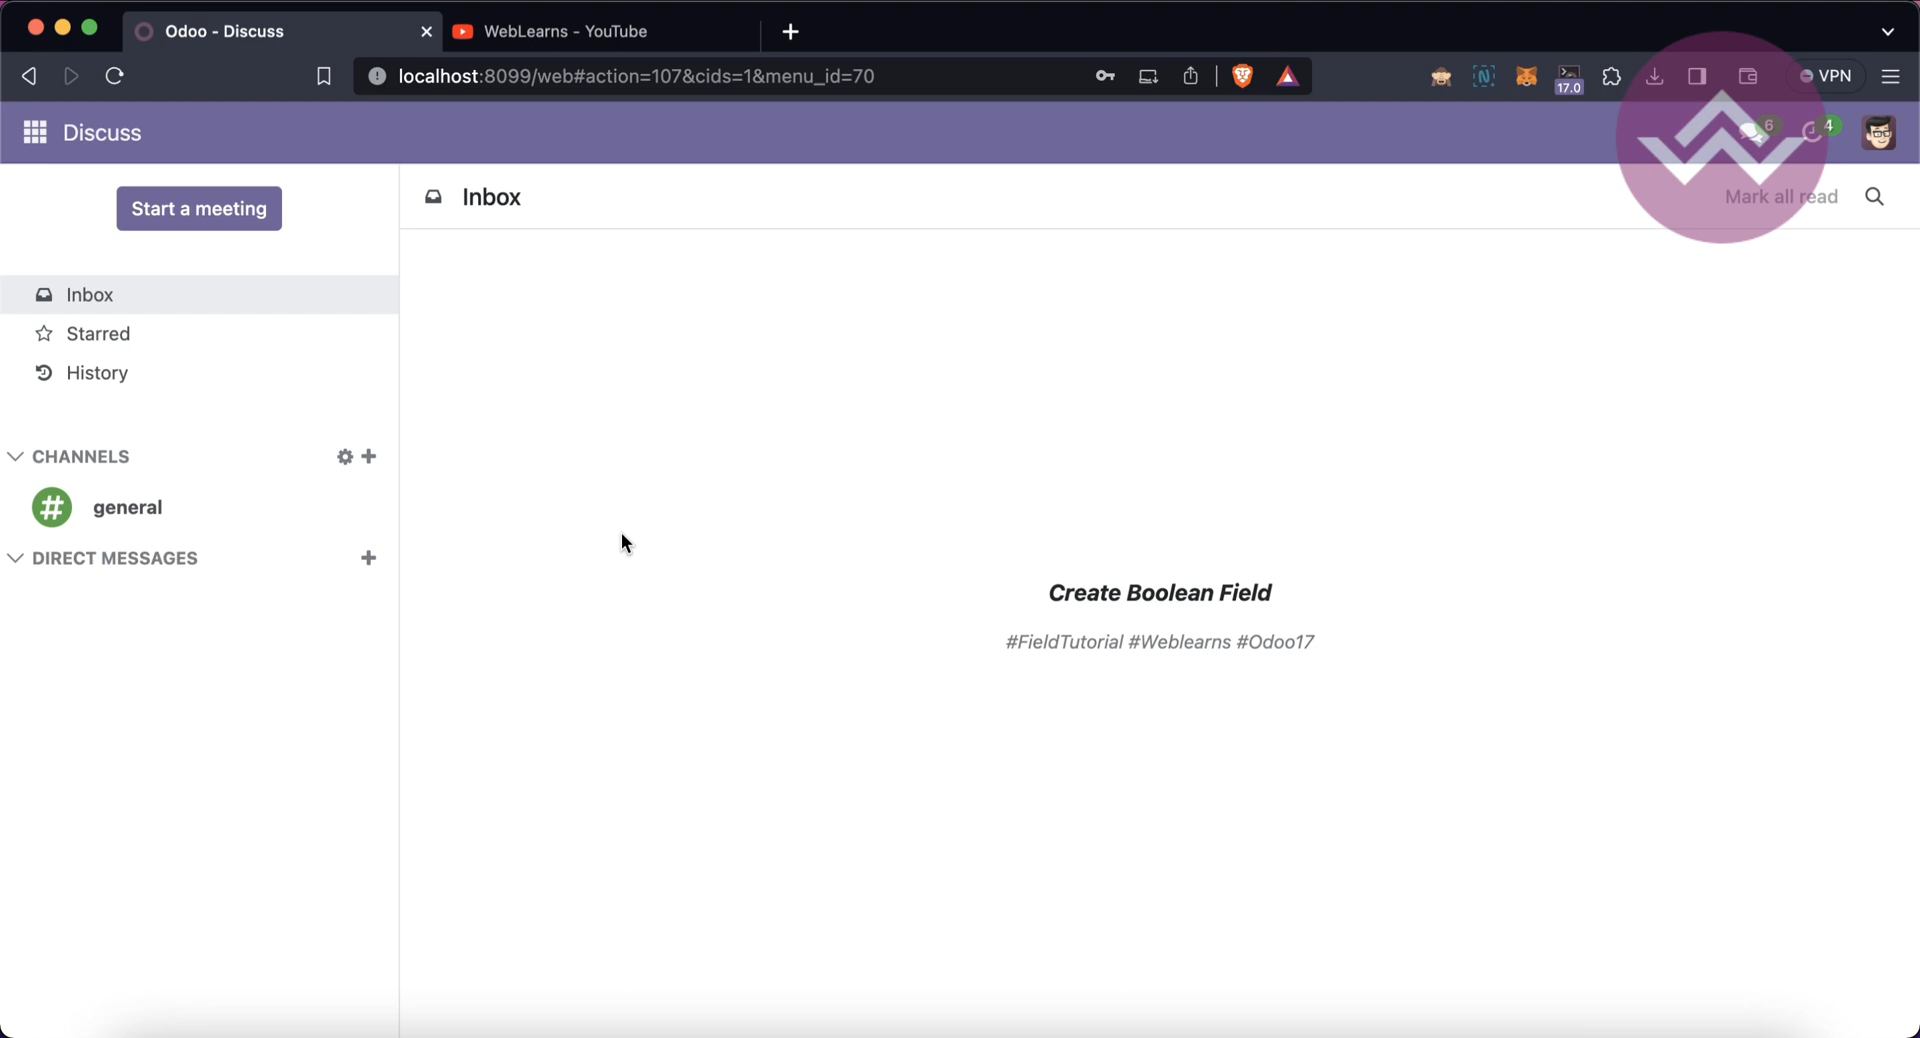 Odoo - Discuss
WebLearns - YouTube
localhost:8099/web#action=107&cids=1&menu_id=70
17.0
VPN
Discuss
6
4
Start a meeting
Inbox
Mark all read
Inbox
Starred
History
CHANNELS
general
DIRECT MESSAGES
Create Boolean Field
#FieldTutorial #Weblearns #Odoo17